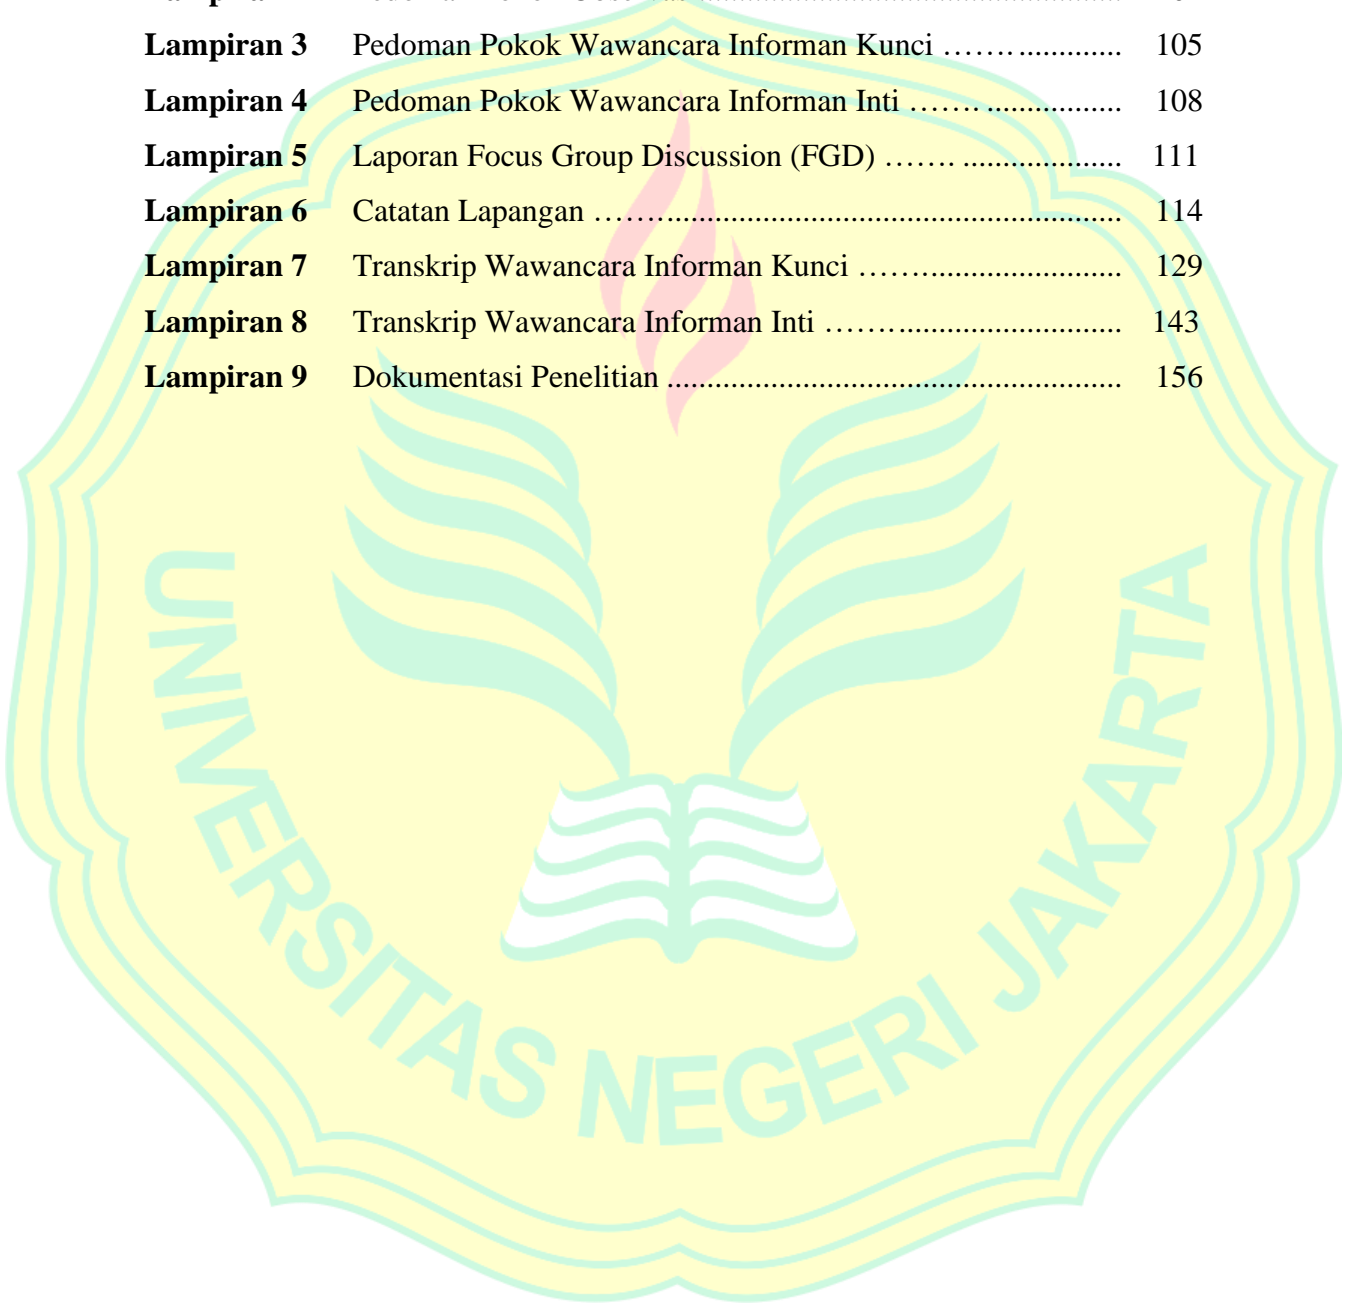 Lampiran 3 Pedoman Pokok Wawancara Informan Kunci ……............. 105
Lampiran 4 Pedoman Pokok Wawancara Informan Inti ……. ................. 108
Lampiran 5 Laporan Focus Group Discussion (FGD) ……. .................... 111
Lampiran 6 Catatan Lapangan ……......................................................... 114
Lampiran 7 Transkrip Wawancara Informan Kunci ……........................ 129
Lampiran 8 Transkrip Wawancara Informan Inti ……............................ 143
Lampiran 9 Dokumentasi Penelitian ......................................................... 156
UNIVERSITAS NEGERI JAKARTA